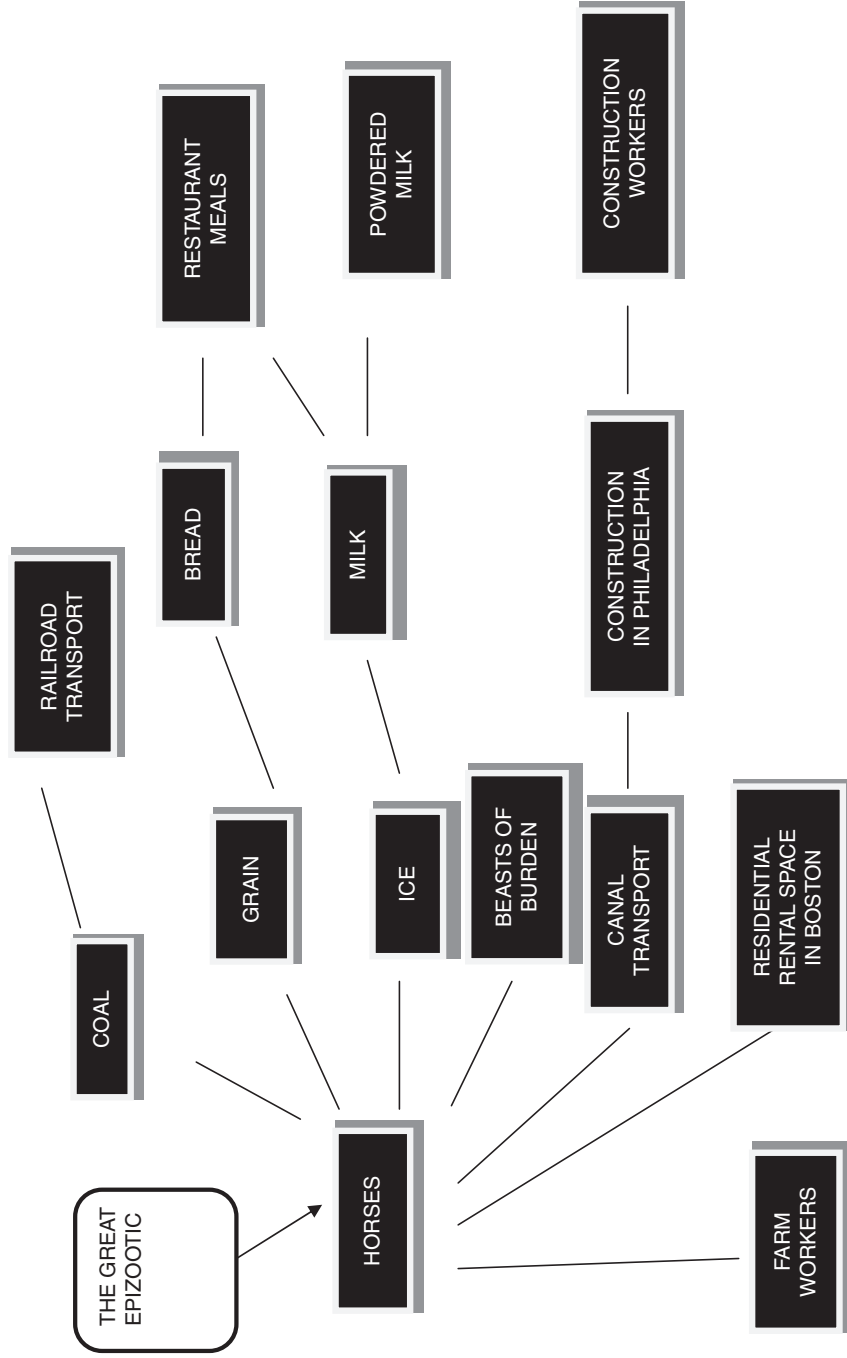 THE GREAT
EPIZOOTIC
HORSES
FARM
WORKERS
COAL
GRAIN
ICE
BEASTS OF
BURDEN
CANAL
TRANSPORT
RESIDENTIAL
RENTAL SPACE
IN BOSTON
RAILROAD
TRANSPORT
BREAD
MILK
CONSTRUCTION
IN PHILADELPHIA
RESTAURANT
MEALS
POWDERED
MILK
CONSTRUCTION
WORKERS